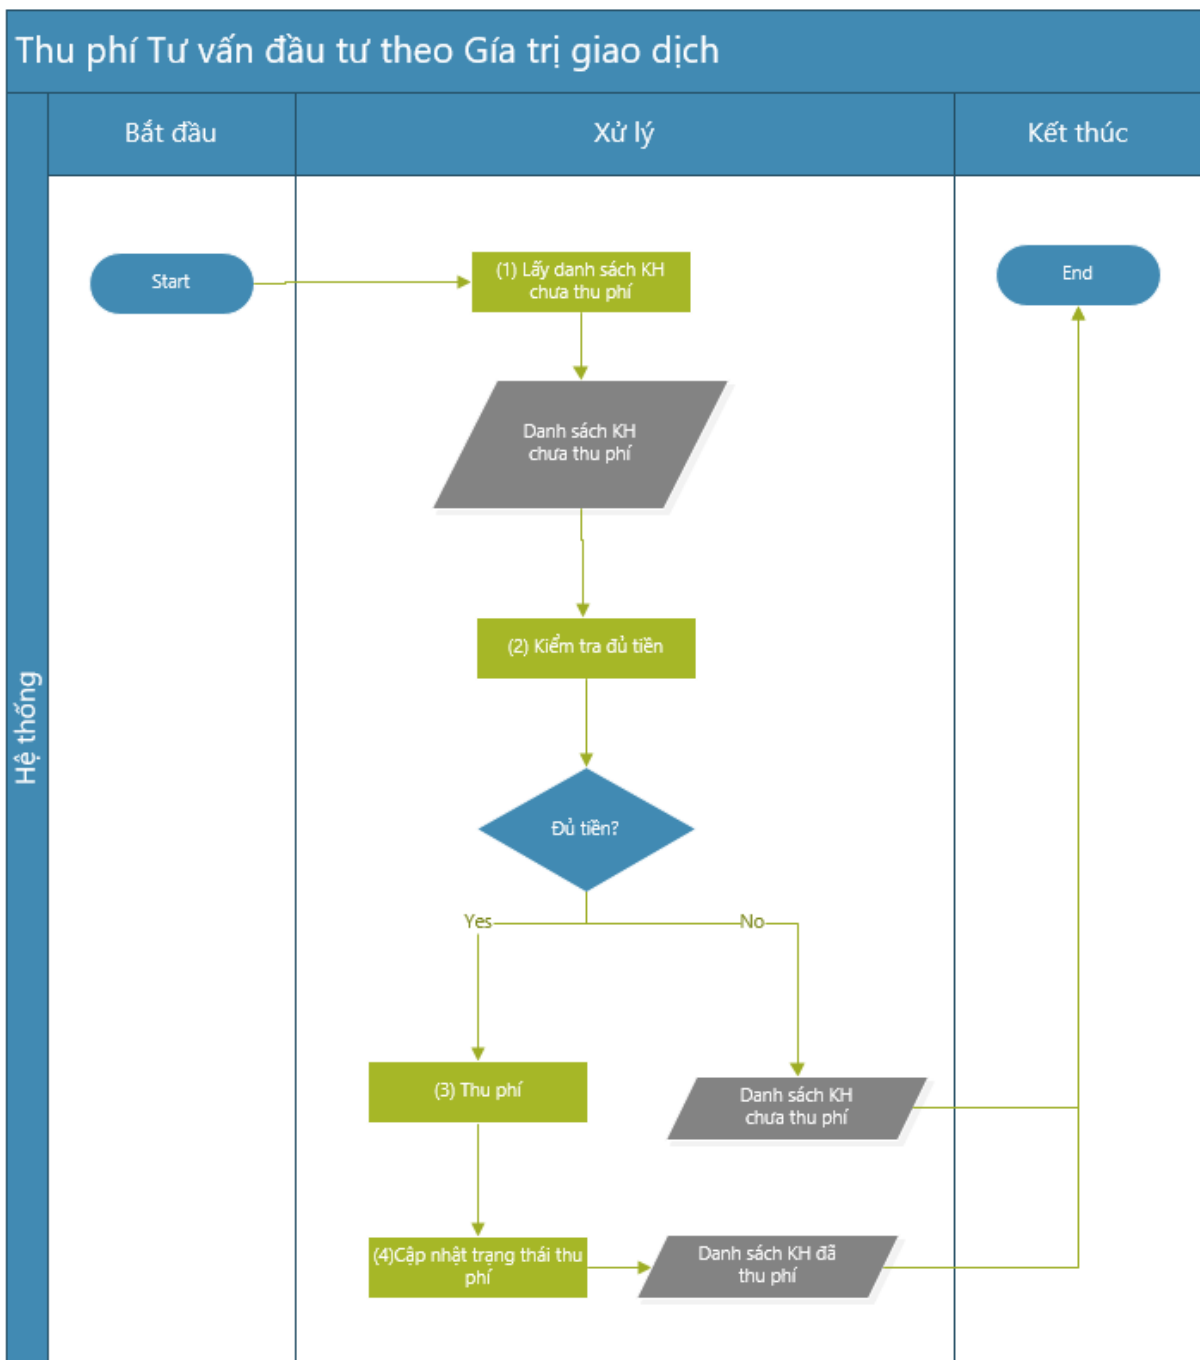 Thu phí Tư vấn đầu tư theo Gía trị giao dịch
Bắt đầu
Xử lý
Kết thúc
Hệ thống
Start
(1) Lấy danh sách KH
chưa thu phí
End
Danh sách KH
chưa thu phí
(2) Kiểm tra đủ tiền
Đủ tiền?
Yes
No
(3) Thu phí
Danh sách KH
chưa thu phí
(4)Cập nhật trạng thái thu
phí
Danh sách KH đã
thu phí